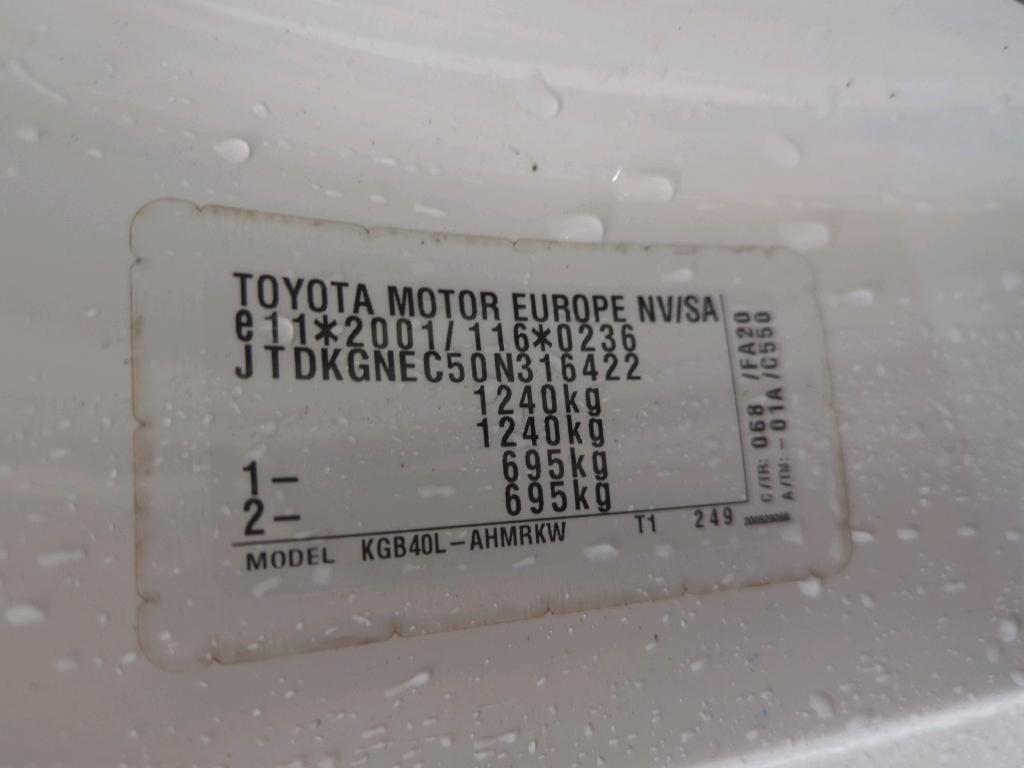 TOYOTA MOTOR EUROPE NV/SA
e11*2001/116*0236
JTDKGNEC50N316422
1240kg
1240kg
1- 695kg
2- 695kg
MODEL KGB40L-AHMRKW T1 249
C/TR: 068 /FA20
A/TM: -01A /C550